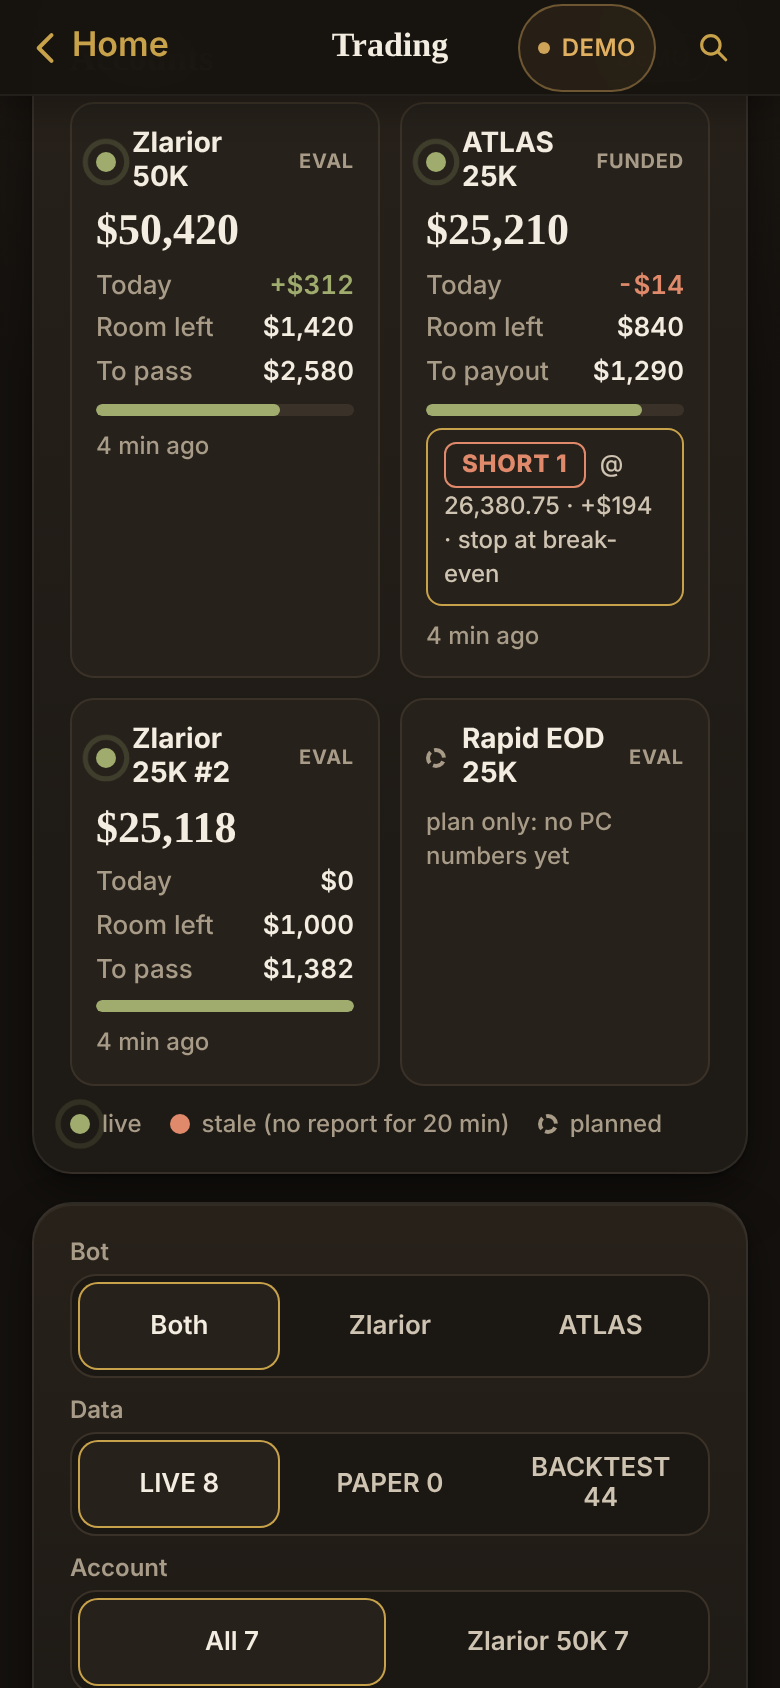 Home
Trading
DEMO
Zlarior
50K
EVAL
$50,420
Today +$312
Room left $1,420
To pass $2,580
4 min ago
ATLAS
25K
FUNDED
$25,210
Today -$14
Room left $840
To payout $1,290
SHORT 1 @
26,380.75 · +$194
· stop at break-
even
4 min ago
Zlarior
25K #2
EVAL
$25,118
Today $0
Room left $1,000
To pass $1,382
4 min ago
Rapid EOD
25K
EVAL
plan only: no PC
numbers yet
live stale (no report for 20 min) planned
Bot
Both Zlarior ATLAS
Data
LIVE 8 PAPER 0 BACKTEST
44
Account
All 7 Zlarior 50K 7